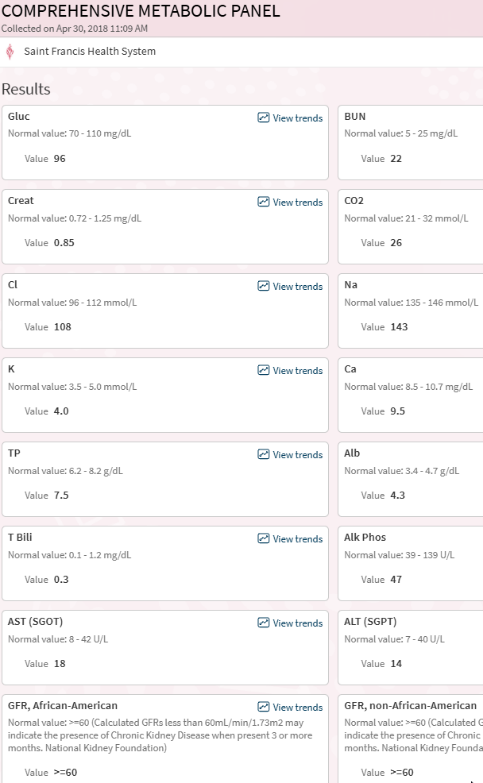 COMPREHENSIVE METABOLIC PANEL
Collected on Apr 30, 2018 11:09 AM
Saint Francis Health System
Results
Gluc
View trends
Normal value: 70 - 110 mg/dL
Value 96
BUN
Normal value: 5 - 25 mg/dL
Value 22
Creat
View trends
Normal value: 0.72 - 1.25 mg/dL
Value 0.85
CO2
Normal value: 21 - 32 mmol/L
Value 26
Cl
View trends
Normal value: 96 - 112 mmol/L
Value 108
Na
Normal value: 135 - 146 mmol/L
Value 143
K
View trends
Normal value: 3.5 - 5.0 mmol/L
Value 4.0
Ca
Normal value: 8.5 - 10.7 mg/dL
Value 9.5
TP
View trends
Normal value: 6.2 - 8.2 g/dL
Value 7.5
Alb
Normal value: 3.4 - 4.7 g/dL
Value 4.3
T Bili
View trends
Normal value: 0.1 - 1.2 mg/dL
Value 0.3
Alk Phos
Normal value: 39 - 139 U/L
Value 47
AST (SGOT)
View trends
Normal value: 8 - 42 U/L
Value 18
ALT (SGPT)
Normal value: 7 - 40 U/L
Value 14
GFR, African-American
View trends
Normal value: >=60 (Calculated GFRs less than 60mL/min/1.73m2 may
indicate the presence of Chronic Kidney Disease when present 3 or more
months. National Kidney Foundation)
Value >=60
GFR, non-African-American
Normal value: >=60 (Calculated G
indicate the presence of Chronic
months. National Kidney Founda
Value >=60